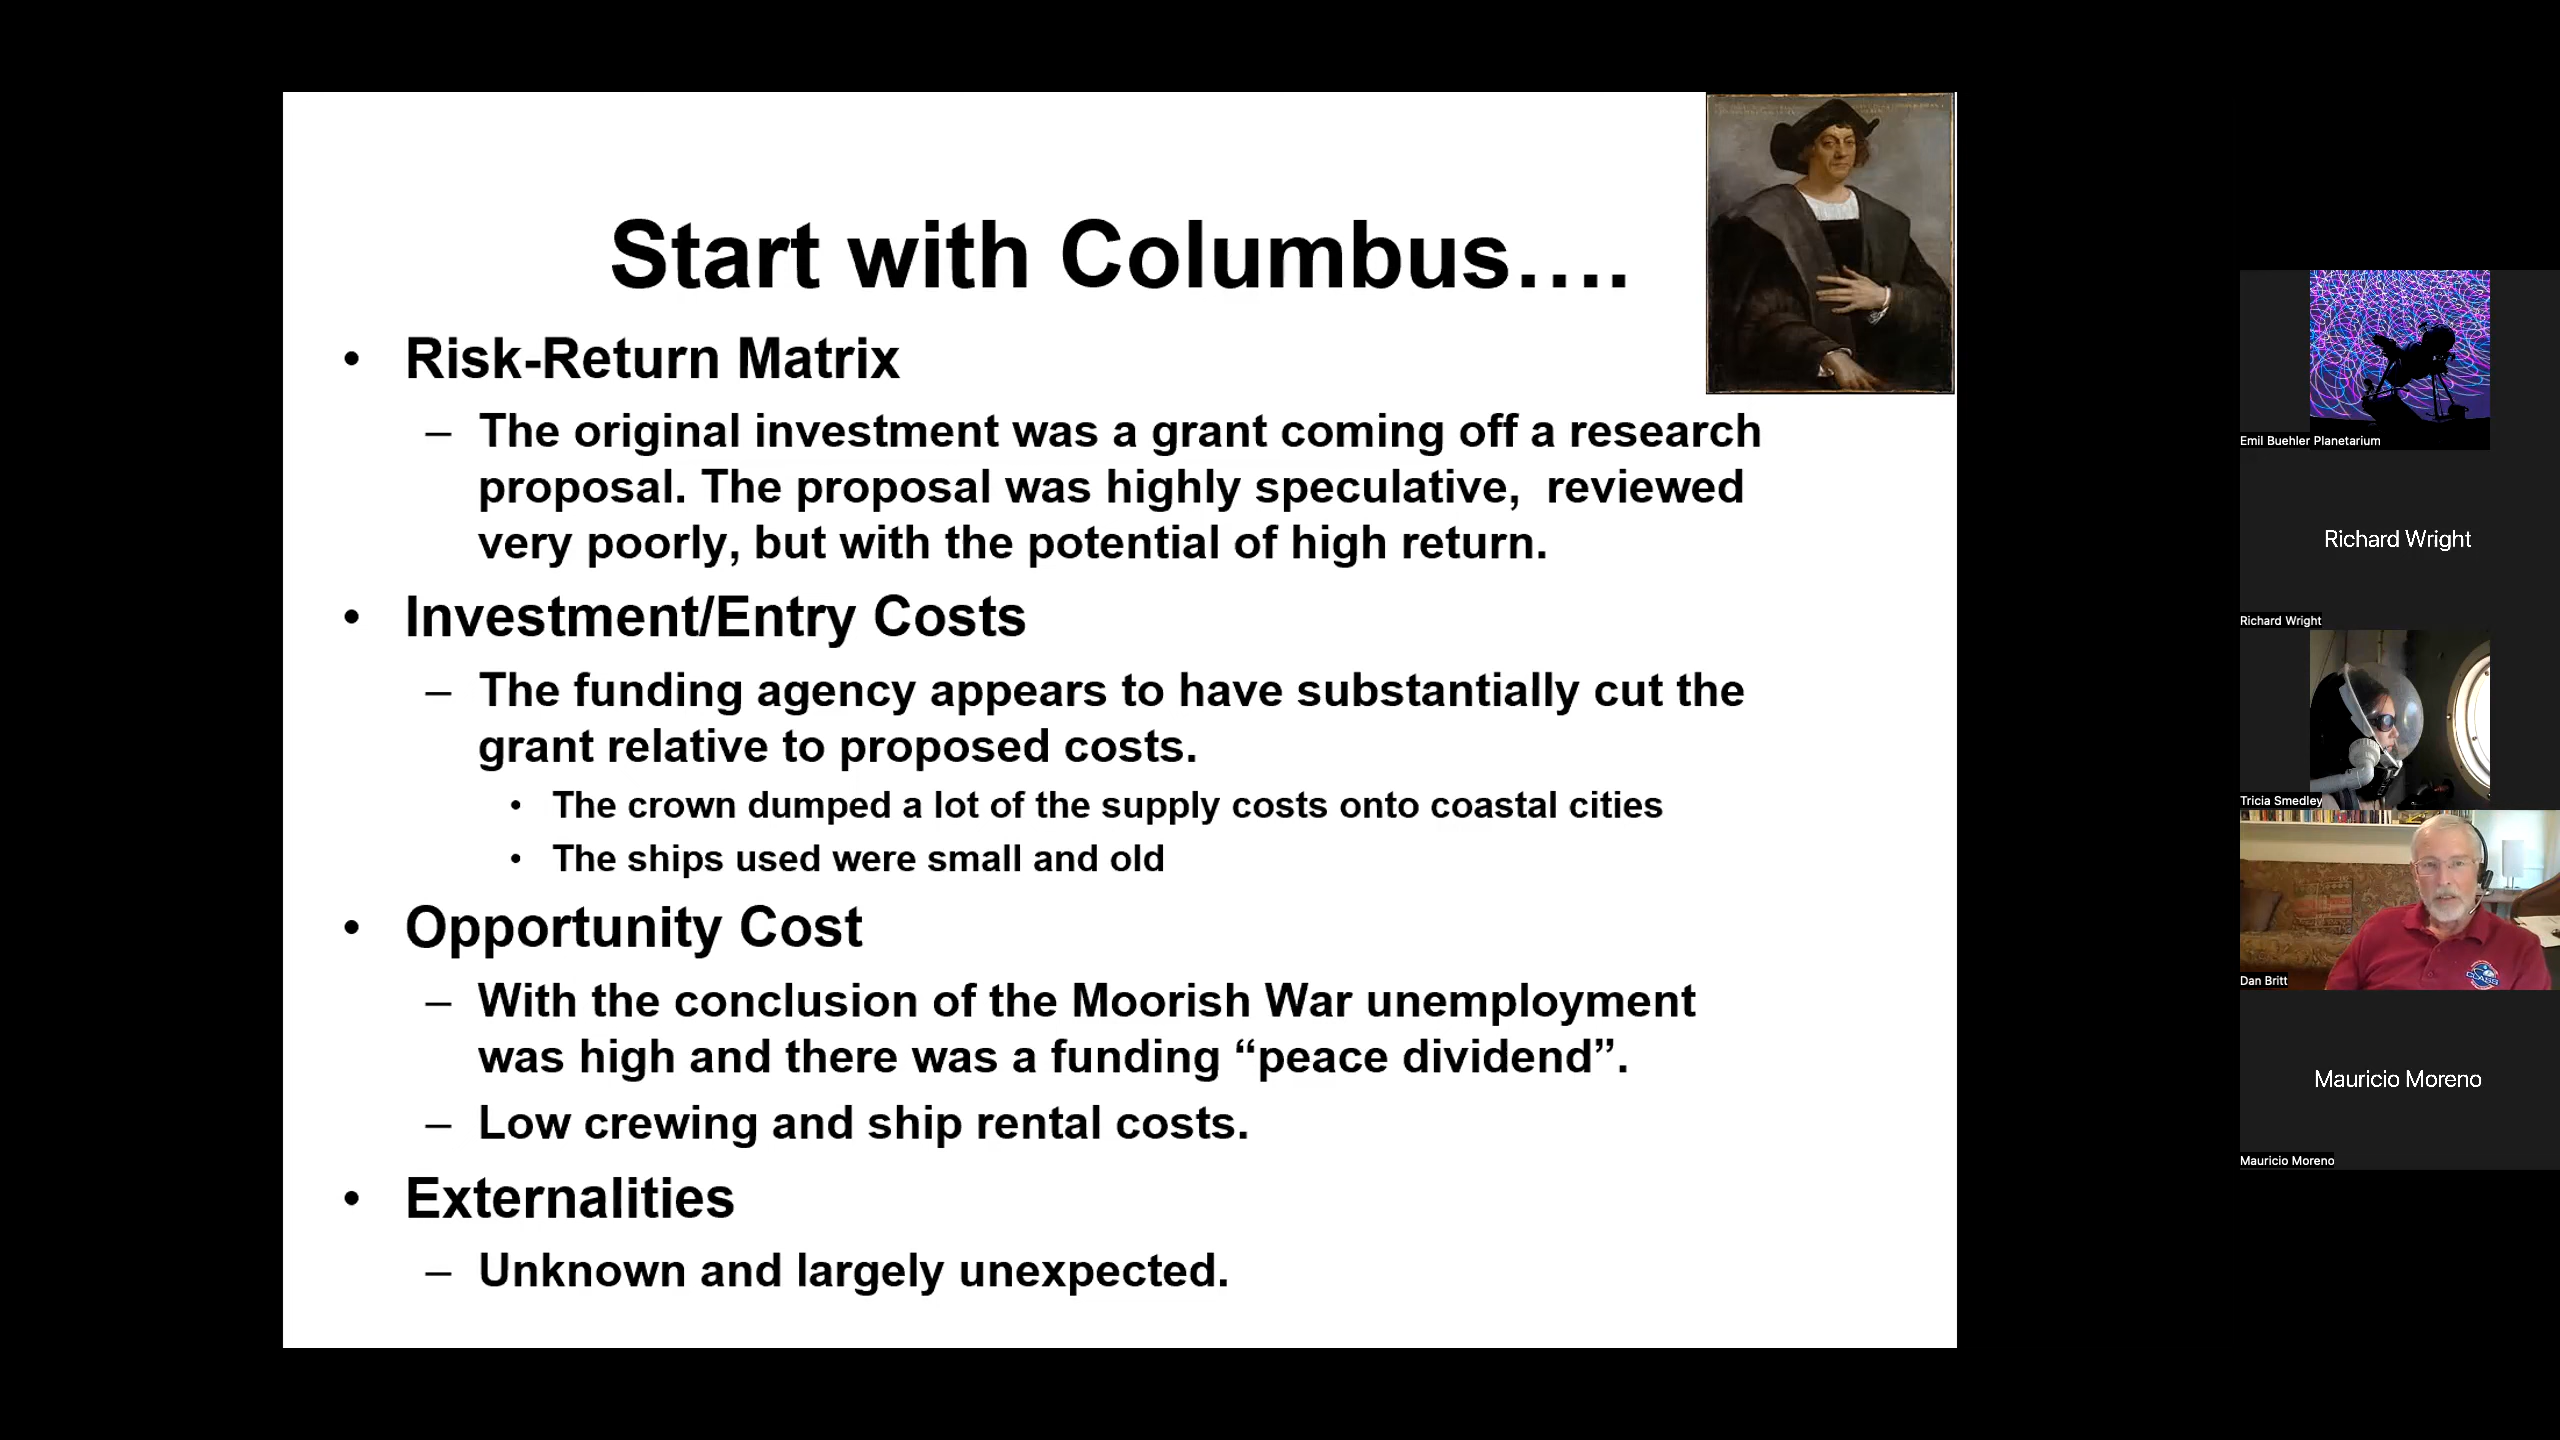 Start with Columbus….
• Risk-Return Matrix
– The original investment was a grant coming off a research
proposal. The proposal was highly speculative,  reviewed
very poorly, but with the potential of high return.
• Investment/Entry Costs
– The funding agency appears to have substantially cut the
grant relative to proposed costs.
• The crown dumped a lot of the supply costs onto coastal cities
• The ships used were small and old
• Opportunity Cost
– With the conclusion of the Moorish War unemployment
was high and there was a funding “peace dividend”.
– Low crewing and ship rental costs.
• Externalities
– Unknown and largely unexpected.
Emil Buehler Planetarium
Richard Wright
Richard Wright
Tricia Smedley
Dan Britt
Mauricio Moreno
Mauricio Moreno